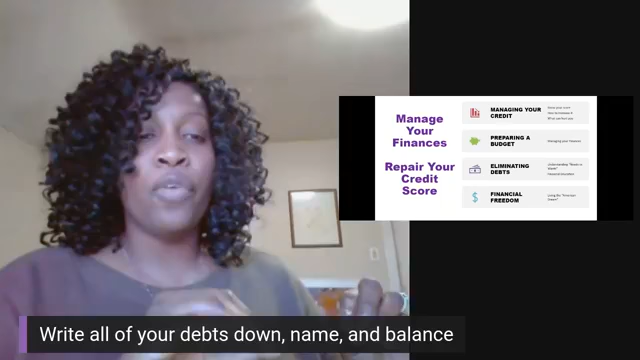 Manage
Your
Finances
Repair Your
Credit
Score
MANAGING YOUR
CREDIT
PREPARING A
BUDGET
ELIMINATING
DEBTS
FINANCIAL
FREEDOM
Write all of your debts down, name, and balance